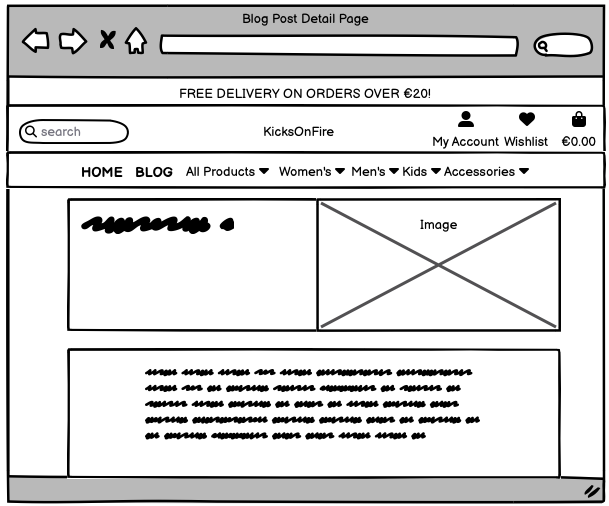 Blog Post Detail Page
FREE DELIVERY ON ORDERS OVER €20!
search
KicksOnFire
My Account Wishlist €0.00
HOME BLOG All Products Women's Men's Kids Accessories
Image